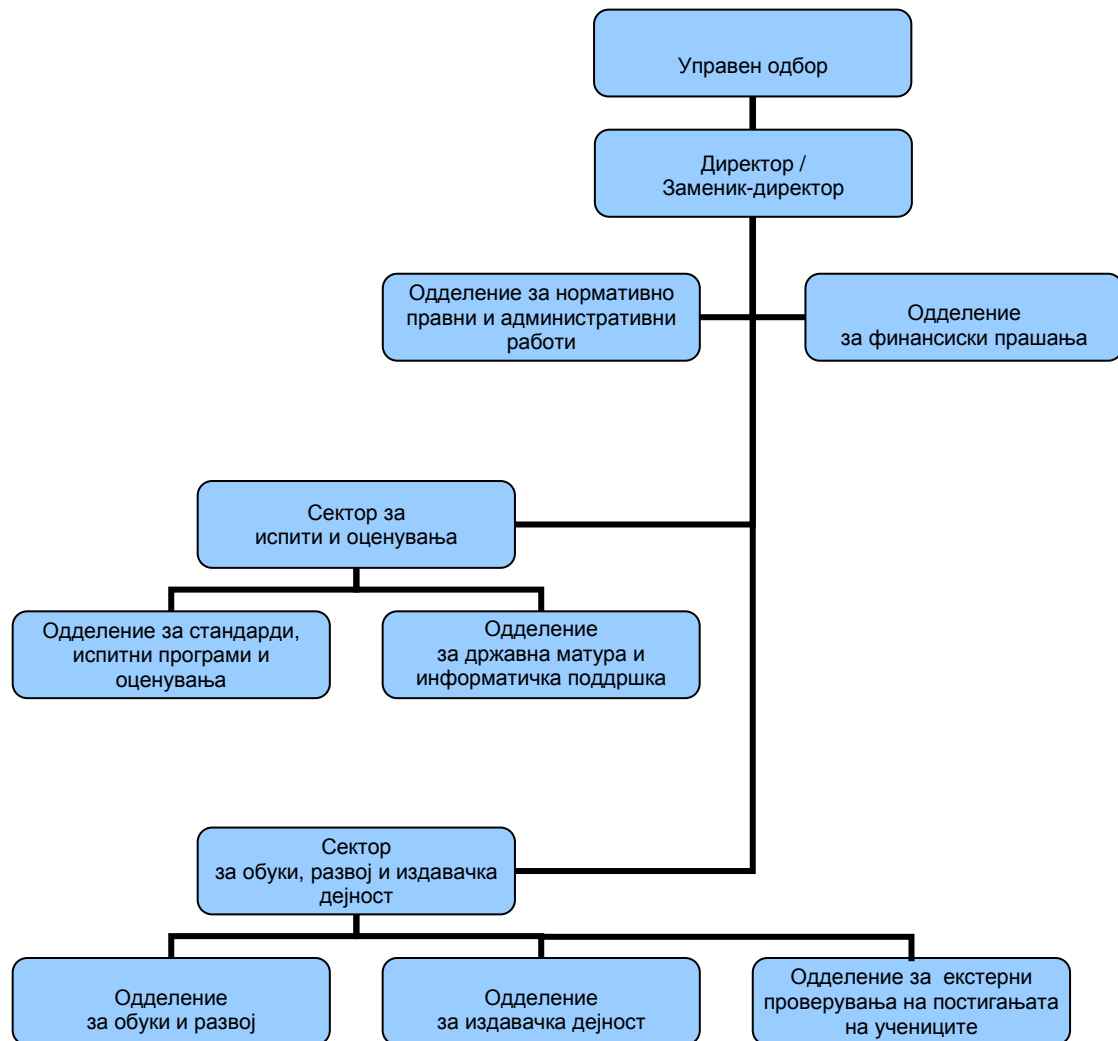 Управен одбор
Директор /
Заменик-директор
Одделение за нормативно
правни и административни
работи
Одделение
за финансиски прашања
Сектор за
испити и оценувања
Одделение за стандарди,
испитни програми и
оценувања
Одделение
за државна матура и
информатичка поддршка
Сектор
за обуки, развој и издавачка
дејност
Одделение
за обуки и развој
Одделение
за издавачка дејност
Одделение за екстерни
проверувања на постигањата
на учениците